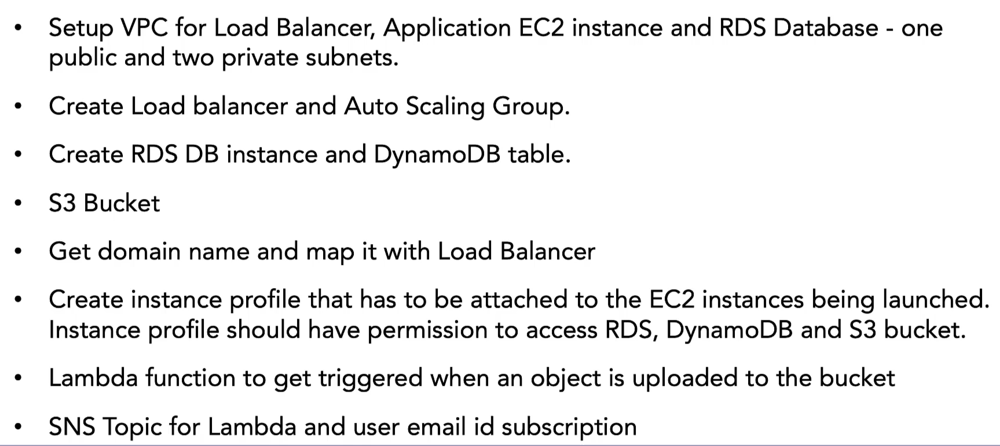 • Setup VPC for Load Balancer, Application EC2 instance and RDS Database - one
public and two private subnets.
• Create Load balancer and Auto Scaling Group.
• Create RDS DB instance and DynamoDB table.
• S3 Bucket
• Get domain name and map it with Load Balancer
• Create instance profile that has to be attached to the EC2 instances being launched.
Instance profile should have permission to access RDS, DynamoDB and S3 bucket.
• Lambda function to get triggered when an object is uploaded to the bucket
• SNS Topic for Lambda and user email id subscription